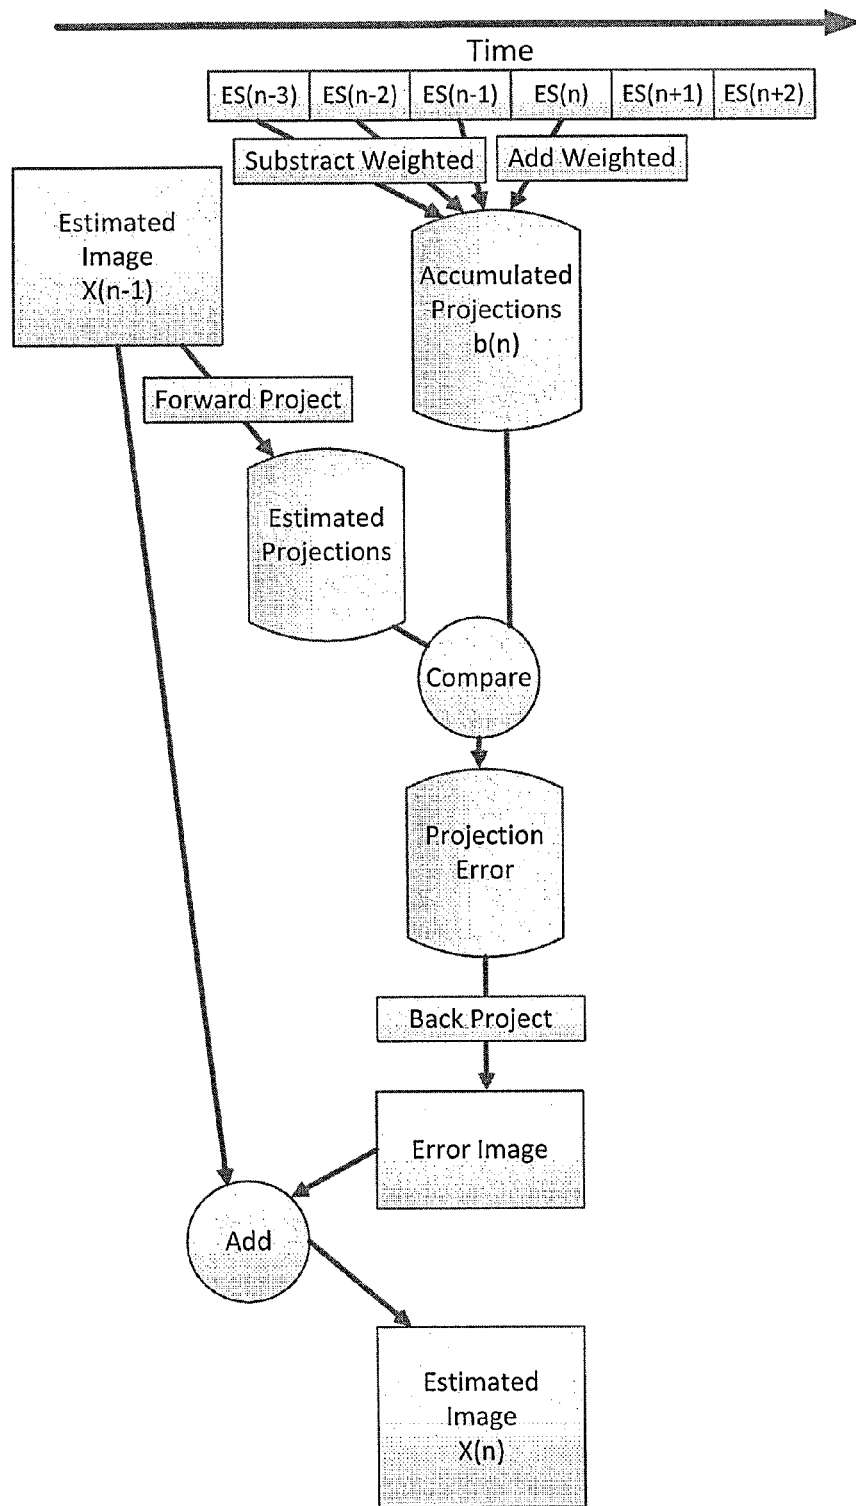 Time
ES(n-3) ES(n-2) ES(n-1) ES(n) ES(n+1) ES(n+2)
Substract Weighted Add Weighted
Estimated
Image
X(n-1)
Accumulated
Projections
b(n)
Forward Project
Estimated
Projections
Compare
Projection
Error
Back Project
Error Image
Add
Estimated
Image
X(n)